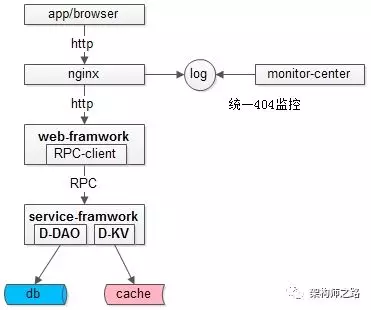 app/browser
http
nginx
log
monitor-center
http
统一404监控
web-framwork
RPC-client
RPC
service-framwork
D-DAO
D-KV
db
cache
架构师之路